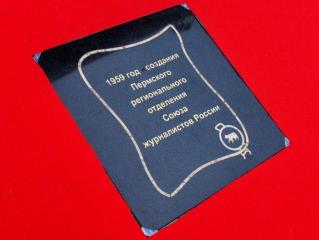 1959 год - создания
Пермского
регионального
отделения
Союза
журналистов России